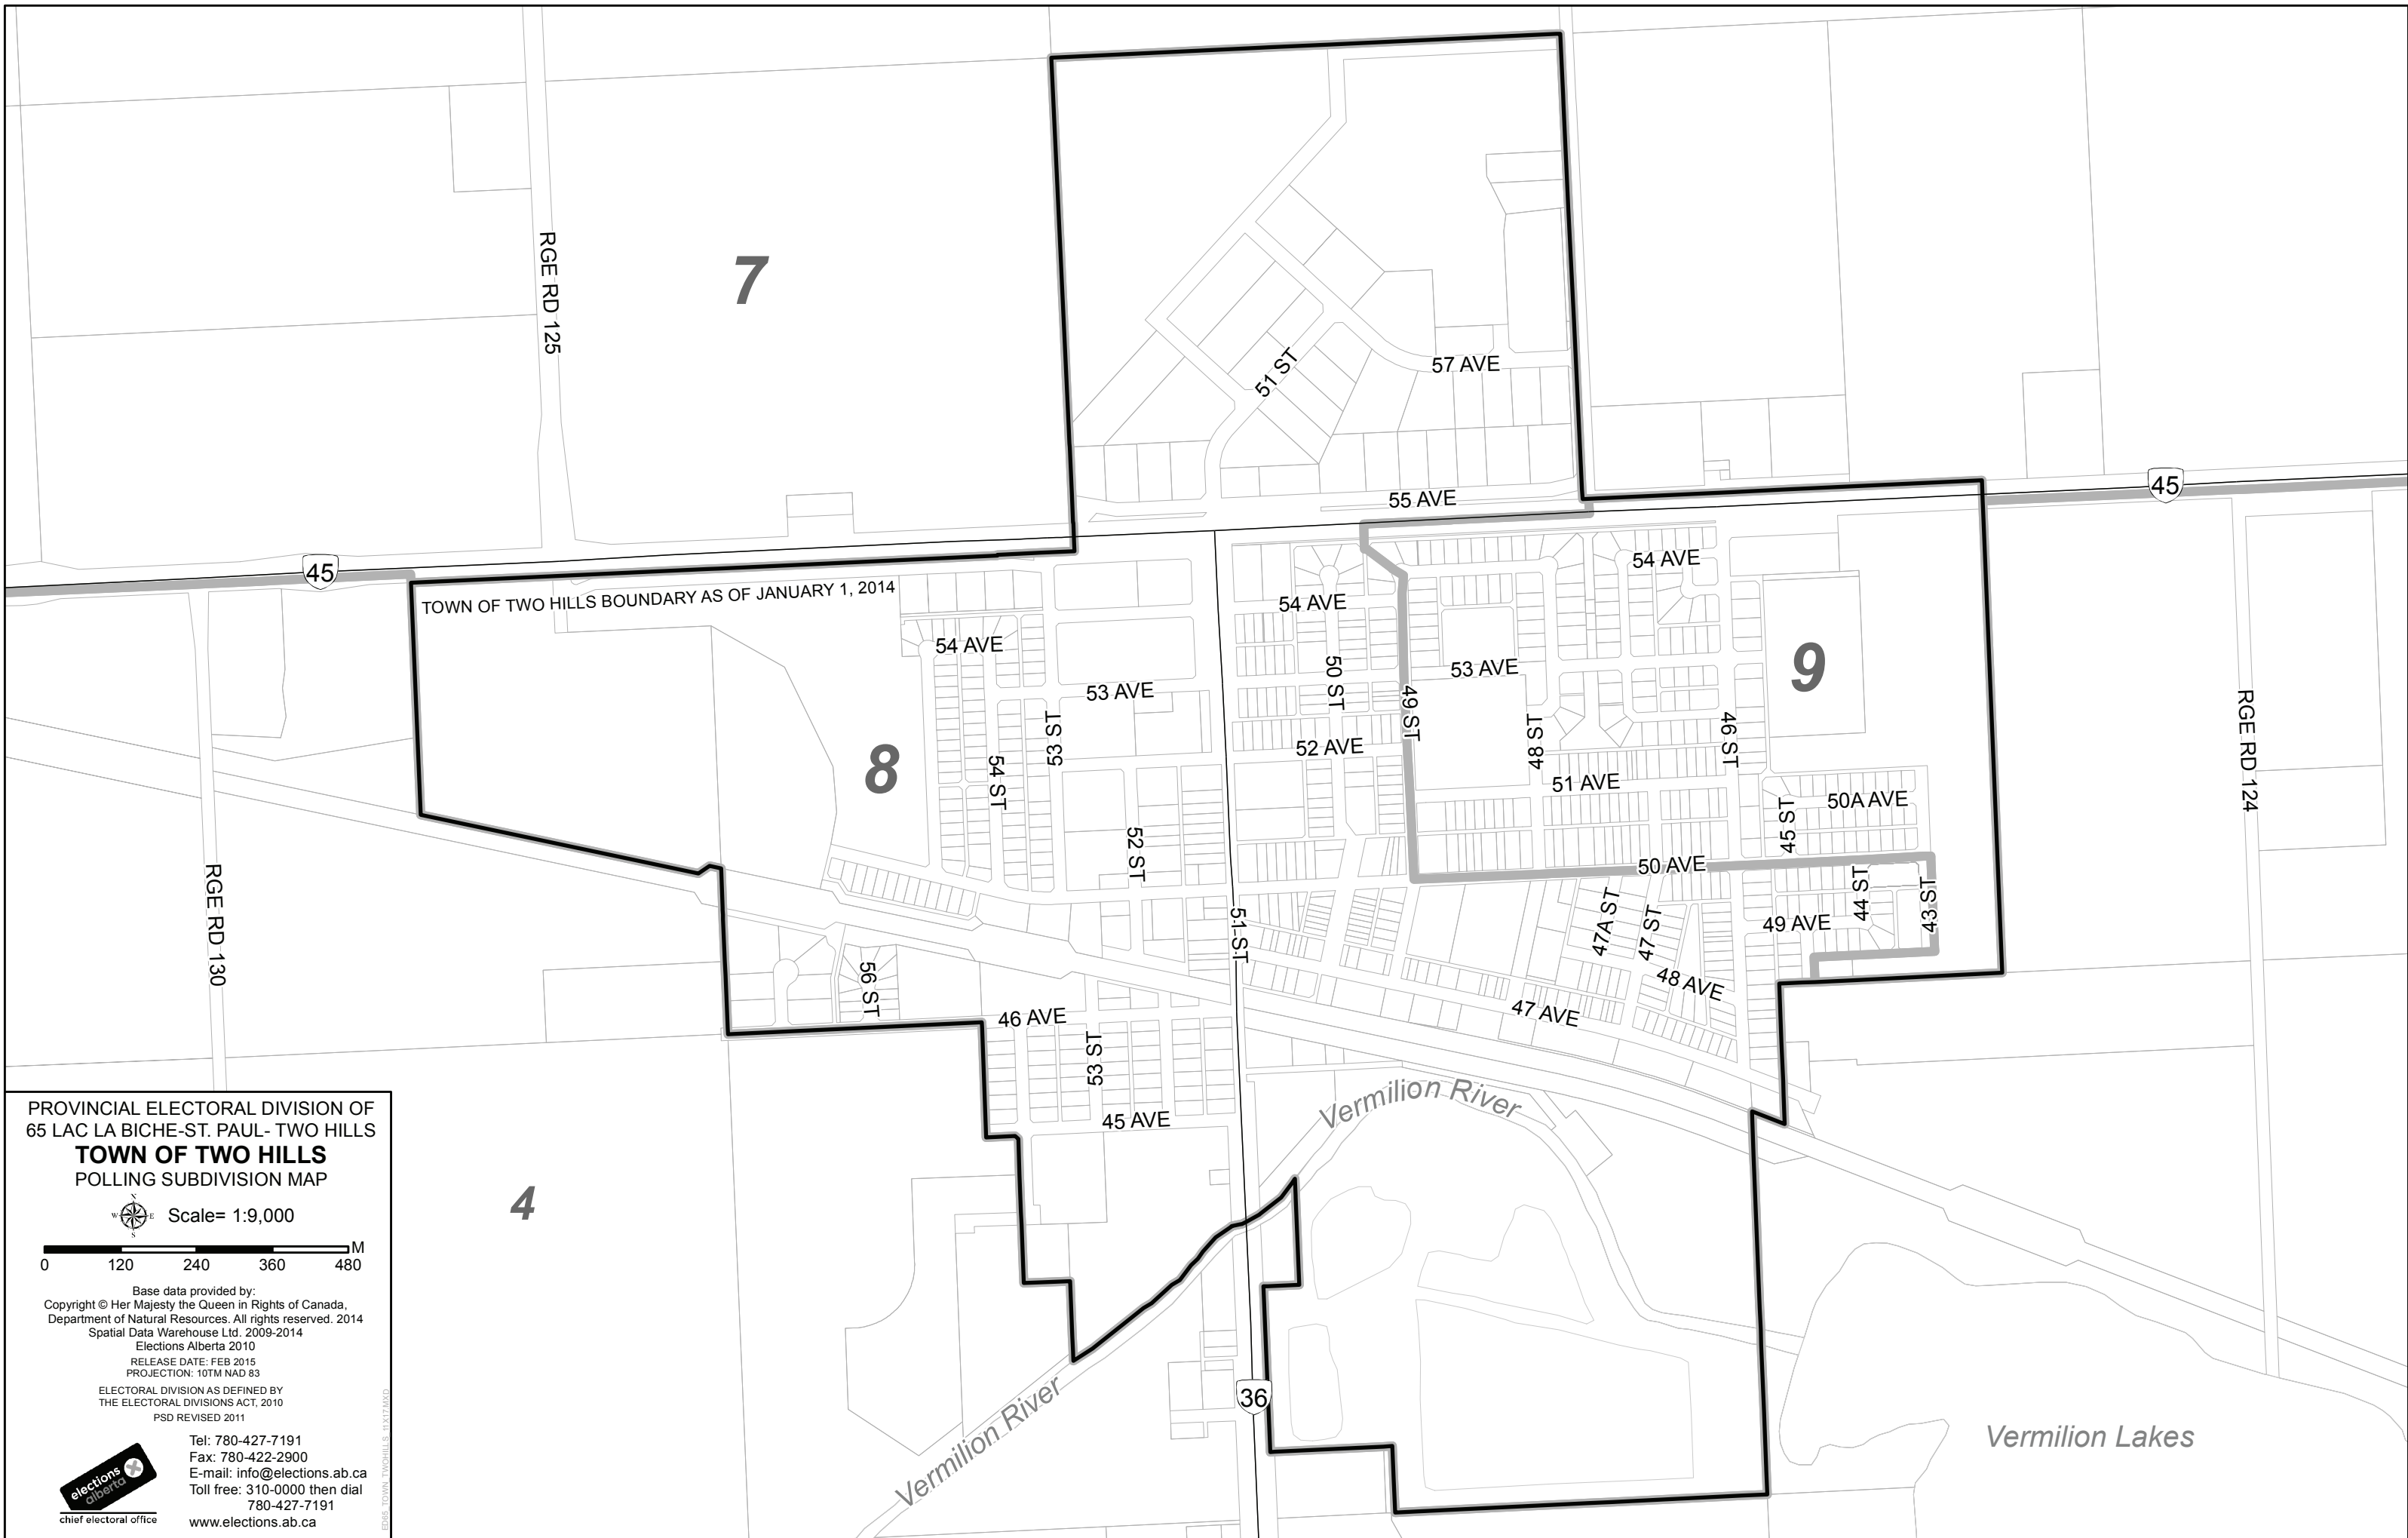 7
RGE RD 125
51 ST
57 AVE
55 AVE
45
45
TOWN OF TWO HILLS BOUNDARY AS OF JANUARY 1, 2014
54 AVE
54 AVE
54 AVE
53 AVE
53 AVE
50 ST
49 ST
9
8
53 ST
54 ST
52 AVE
48 ST
46 ST
51 AVE
50A AVE
45 ST
RGE RD 124
52 ST
50 AVE
RGE RD 130
51 ST
47A ST
47 ST
44 ST
43 ST
49 AVE
48 AVE
47 AVE
56 ST
46 AVE
53 ST
45 AVE
Vermilion River
4
36
Vermilion River
Vermilion Lakes
PROVINCIAL ELECTORAL DIVISION OF
65 LAC LA BICHE-ST. PAUL- TWO HILLS
TOWN OF TWO HILLS
POLLING SUBDIVISION MAP
N
W E
S
Scale= 1:9,000
M
0 120 240 360 480
Base data provided by:
Copyright © Her Majesty the Queen in Rights of Canada,
Department of Natural Resources. All rights reserved. 2014
Spatial Data Warehouse Ltd. 2009-2014
Elections Alberta 2010
RELEASE DATE: FEB 2015
PROJECTION: 10TM NAD 83
ELECTORAL DIVISION AS DEFINED BY
THE ELECTORAL DIVISIONS ACT, 2010
PSD REVISED 2011
elections
alberta
chief electoral office
Tel: 780-427-7191
Fax: 780-422-2900
E-mail: info@elections.ab.ca
Toll free: 310-0000 then dial
780-427-7191
www.elections.ab.ca
ED65_TOWN_TWOHILLS_11X17.MXD